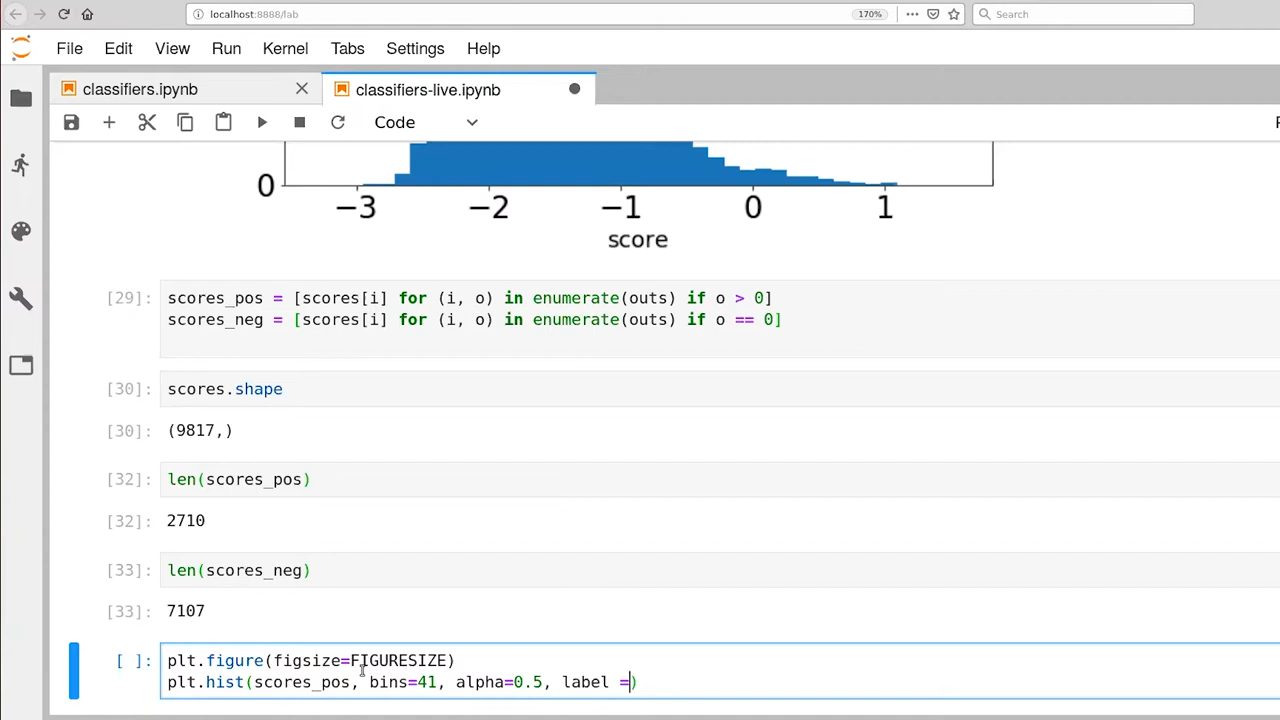 localhost:8888/lab 170% Search
File Edit View Run Kernel Tabs Settings Help
classifiers.ipynb classifiers-live.ipynb
Code
0
−3 −2 −1 0 1
score
[29]: scores_pos = [scores[i] for (i, o) in enumerate(outs) if o > 0]
scores_neg = [scores[i] for (i, o) in enumerate(outs) if o == 0]
[30]: scores.shape
[30]: (9817,)
[32]: len(scores_pos)
[32]: 2710
[33]: len(scores_neg)
[33]: 7107
[ ]: plt.figure(figsize=FIGURESIZE)
plt.hist(scores_pos, bins=41, alpha=0.5, label =)